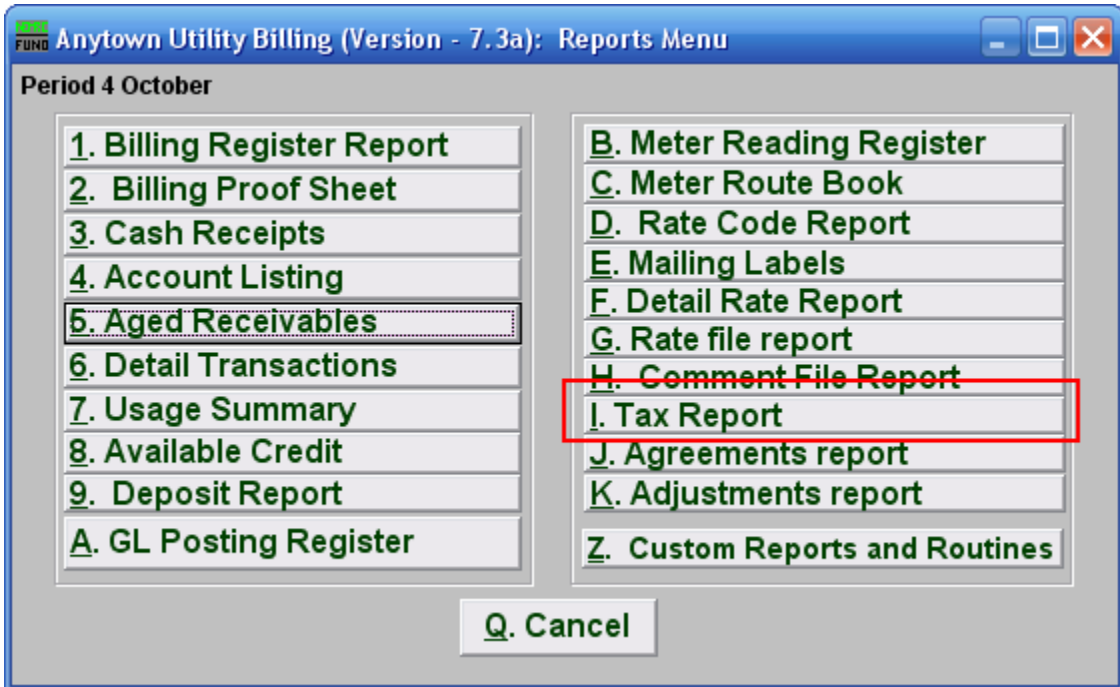 FUND Anytown Utility Billing (Version - 7.3a): Reports Menu
Period 4 October
1. Billing Register Report
2. Billing Proof Sheet
3. Cash Receipts
4. Account Listing
5. Aged Receivables
6. Detail Transactions
7. Usage Summary
8. Available Credit
9. Deposit Report
A. GL Posting Register
B. Meter Reading Register
C. Meter Route Book
D. Rate Code Report
E. Mailing Labels
F. Detail Rate Report
G. Rate file report
H. Comment File Report
I. Tax Report
J. Agreements report
K. Adjustments report
Z. Custom Reports and Routines
Q. Cancel